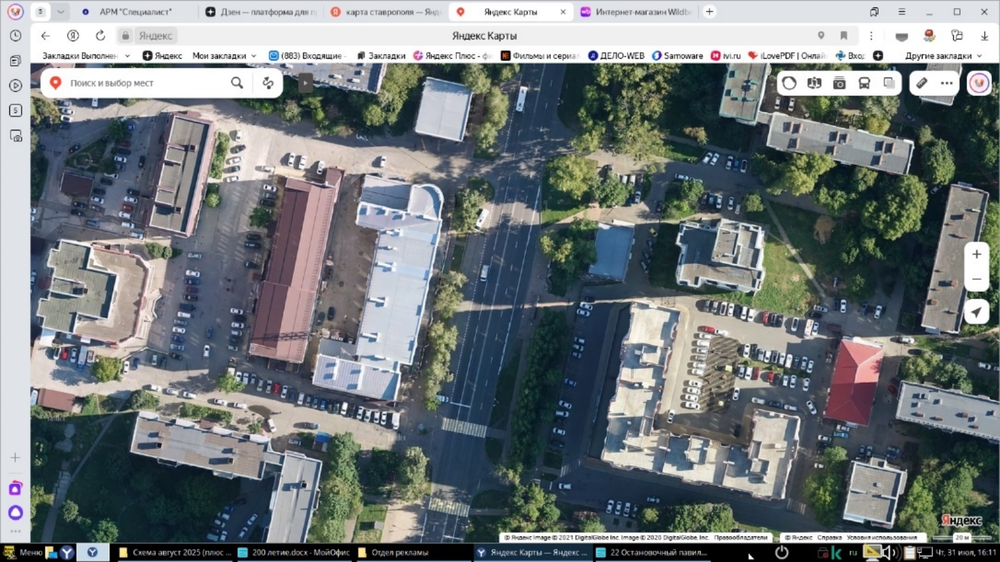 5
АРМ "Специалист"
Дзен — платформа для п
карта ставрополя — Янд
Яндекс Карты
Интернет-магазин Wildb
Яндекс
Яндекс Карты
Закладки Выполнен
Яндекс
Мои закладки
(883) Входящие -
Закладки
Яндекс Плюс - фи
Фильмы и сериал
ДЕЛО-WEB
Samoware
ivi.ru
iLovePDF | Онлай
Вход
Другие закладки
Поиск и выбор мест
5
Яндекс
© Яндекс Image © 2021 DigitalGlobe, Inc. Image © 2020 DigitalGlobe, Inc. Правообладатели
© Яндекс Справка Условия использования
20 м
Меню
Схема август 2025 (плюс ...
200 летие.docx - МойОфис
Отдел рекламы
Яндекс Карты — Яндекс ...
22 Остановочный павил...
ru
Чт, 31 июл, 16:11